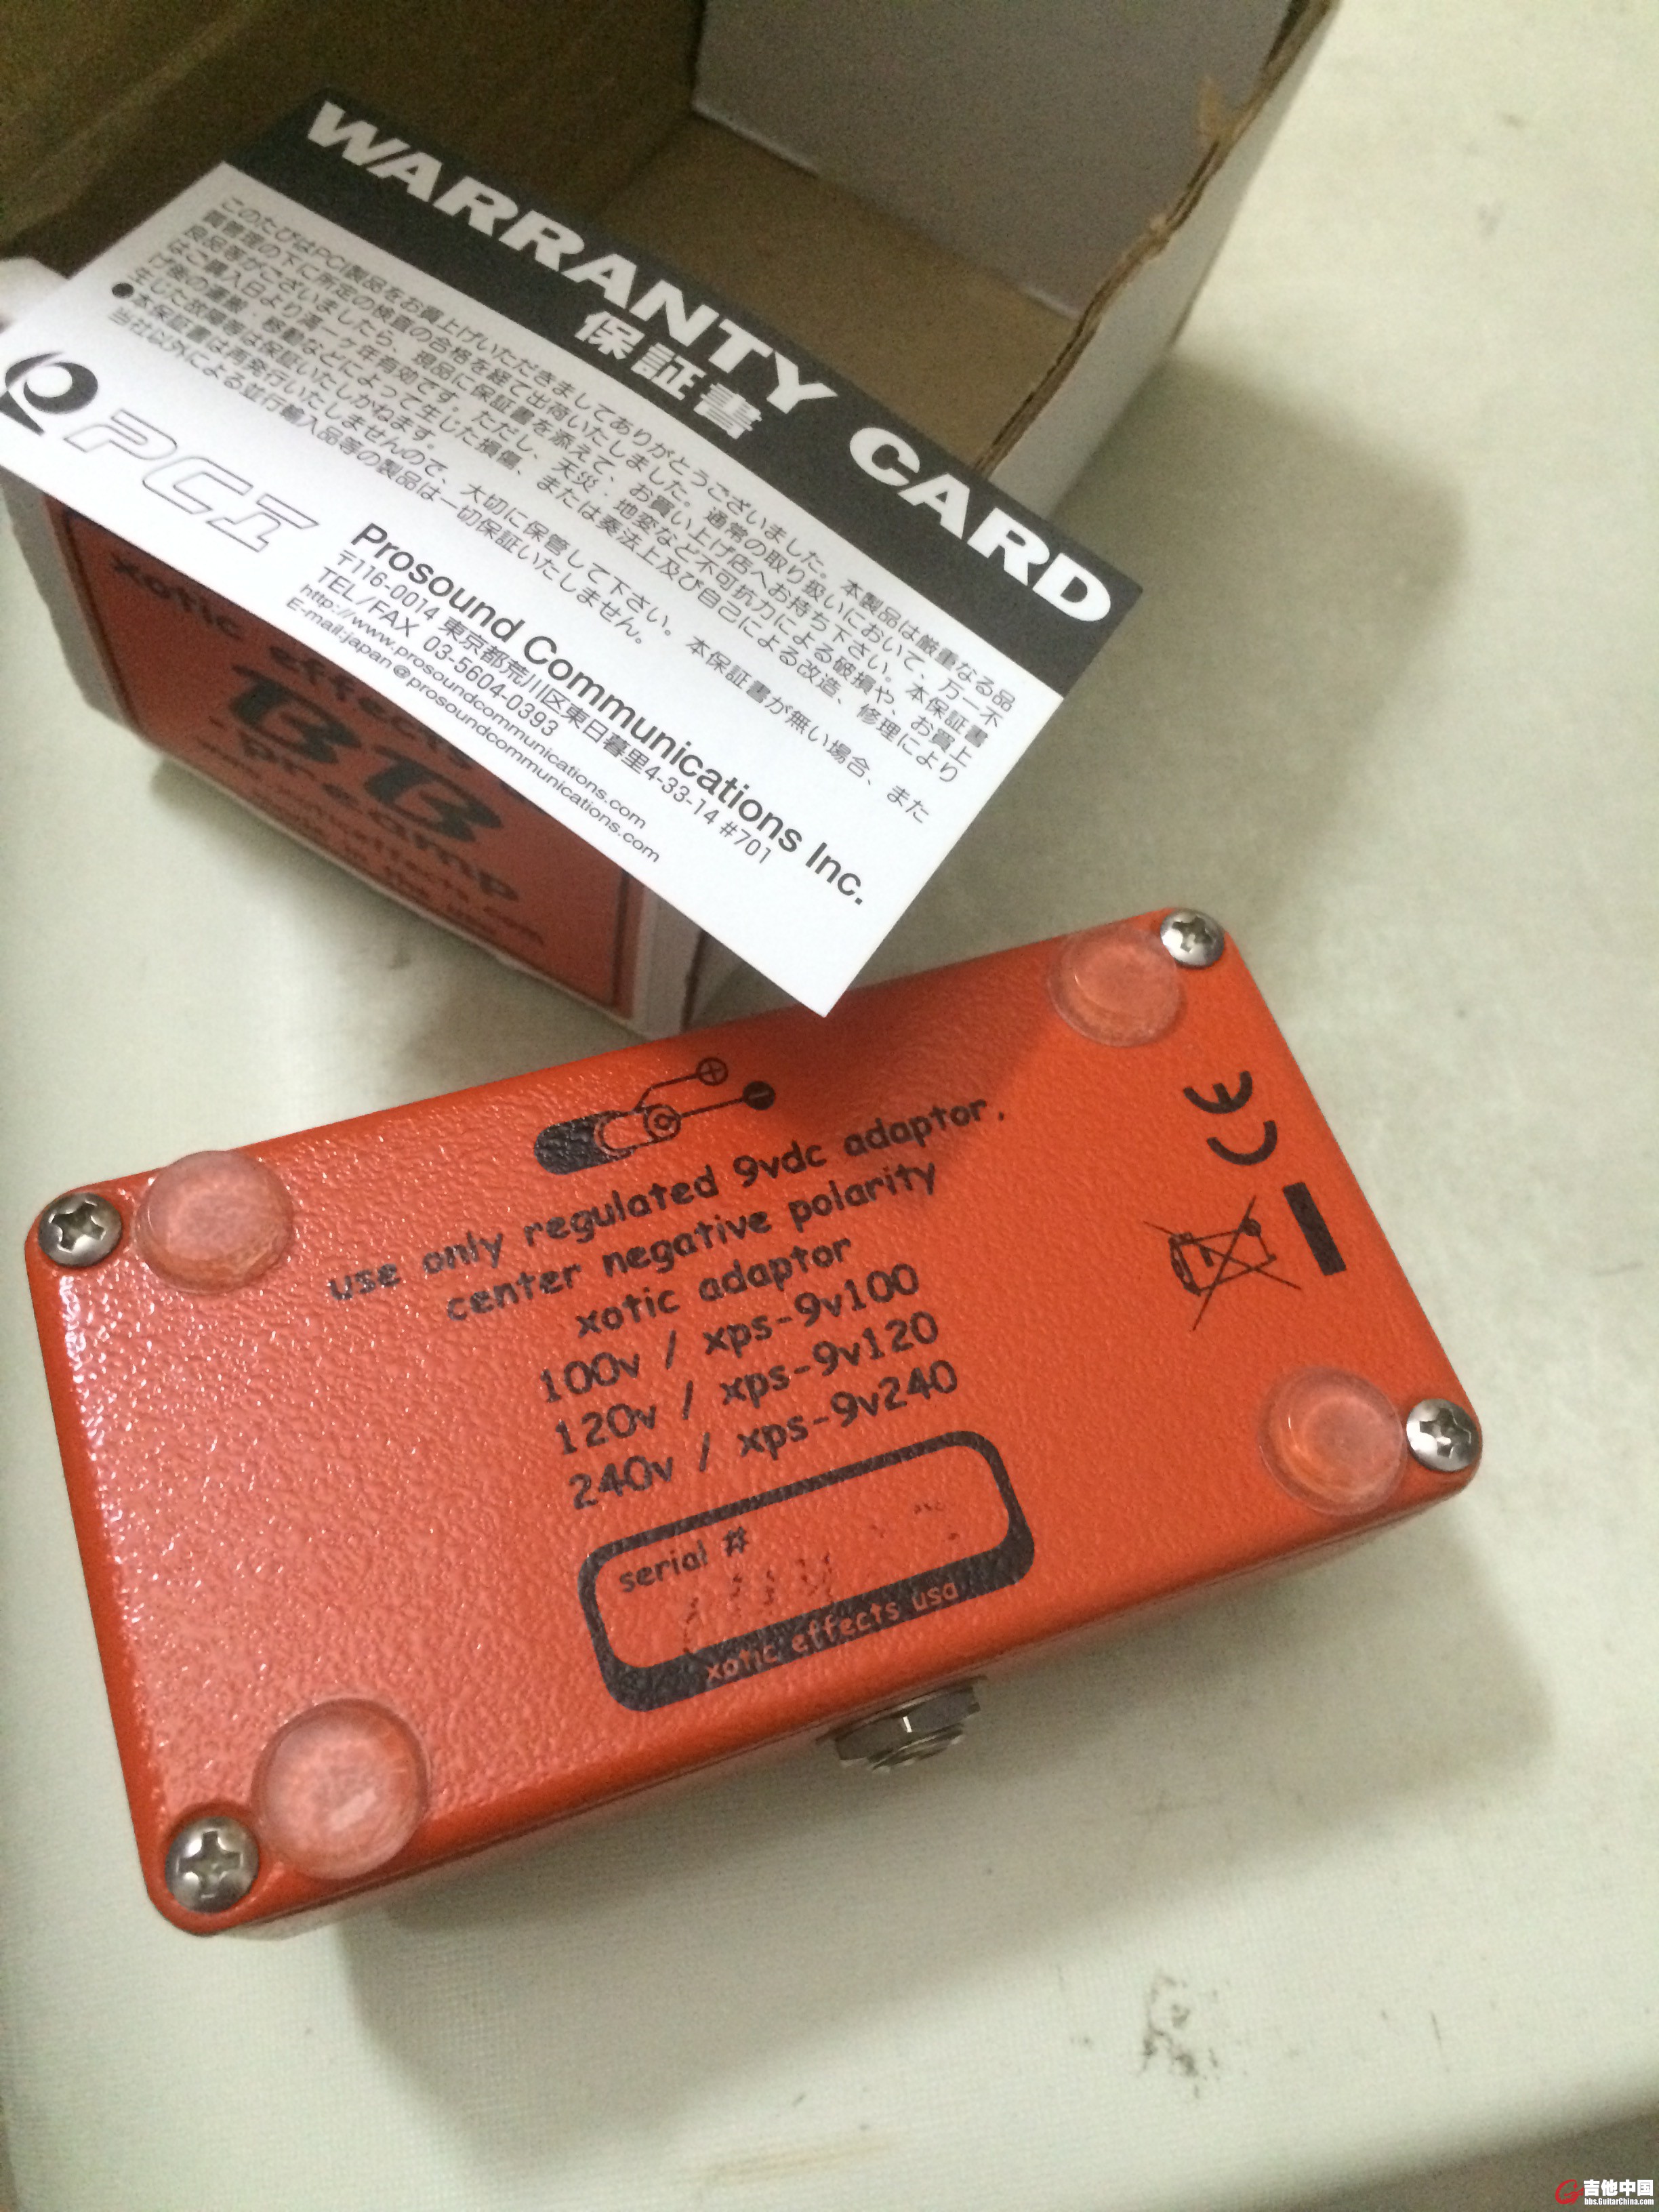 WARRANTY CARD
保証書
このたびはPCI製品をお買上げいただきましてありがとうございました。本製品は厳重なる品
質管理の下に所定の検査の合格を経て出荷いたしました。通常の取り扱いにおいて、万一不
良品等がございましたら、現品に保証書を添えて、お買い上げ店へお持ち下さい。本保証書
はご購入日より満一ヶ年有効です。ただし、天災・地変など不可抗力による破損や、お買上
げ後の運輸・移動などによって生じた損傷、または奏法上及び自己による改造、修理により
生じた故障等は保証いたしかねます。
●本保証書は再発行いたしませんので、大切に保管して下さい。本保証書が無い場合、また
当社以外による並行輸入品等の製品は一切保証いたしません。
PCI
Prosound Communications Inc.
〒116-0014 東京都荒川区東日暮里4-33-14 #701
TEL/FAX 03-5604-0393
http://www.prosoundcommunications.com
E-mail:japan@prosoundcommunications.com
xotic effects
BB
preamp
use only regulated 9vdc adaptor.
center negative polarity
xotic adaptor
100v / xps-9v100
120v / xps-9v120
240v / xps-9v240
CE
serial #
xotic effects usa
吉他中国
bbs.GuitarChina.com